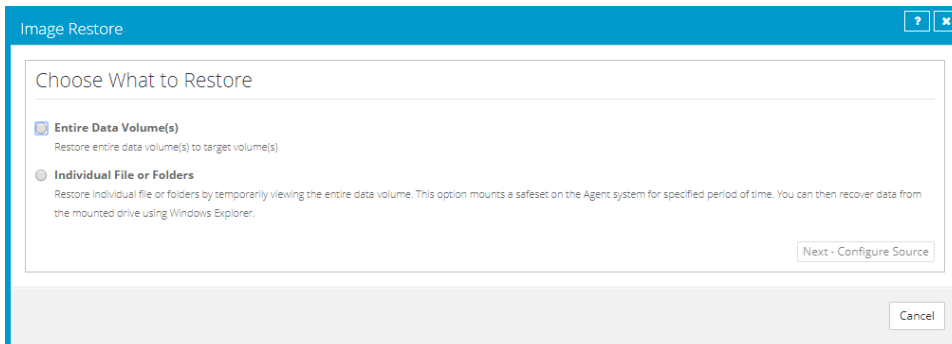 Image Restore
?
Choose What to Restore
Entire Data Volume(s)
Restore entire data volume(s) to target volume(s)
Individual File or Folders
Restore individual file or folders by temporarily viewing the entire data volume. This option mounts a safeset on the Agent system for specified period of time. You can then recover data from
the mounted drive using Windows Explorer.
Next - Configure Source
Cancel